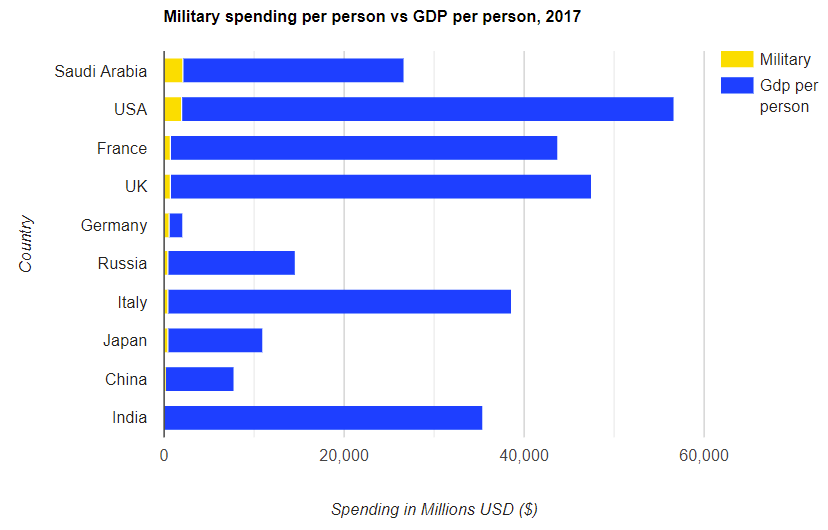 Military spending per person vs GDP per person, 2017
Military
Gdp per
person
Country
Saudi Arabia
USA
France
UK
Germany
Russia
Italy
Japan
China
India
0
20,000
40,000
60,000
Spending in Millions USD ($)